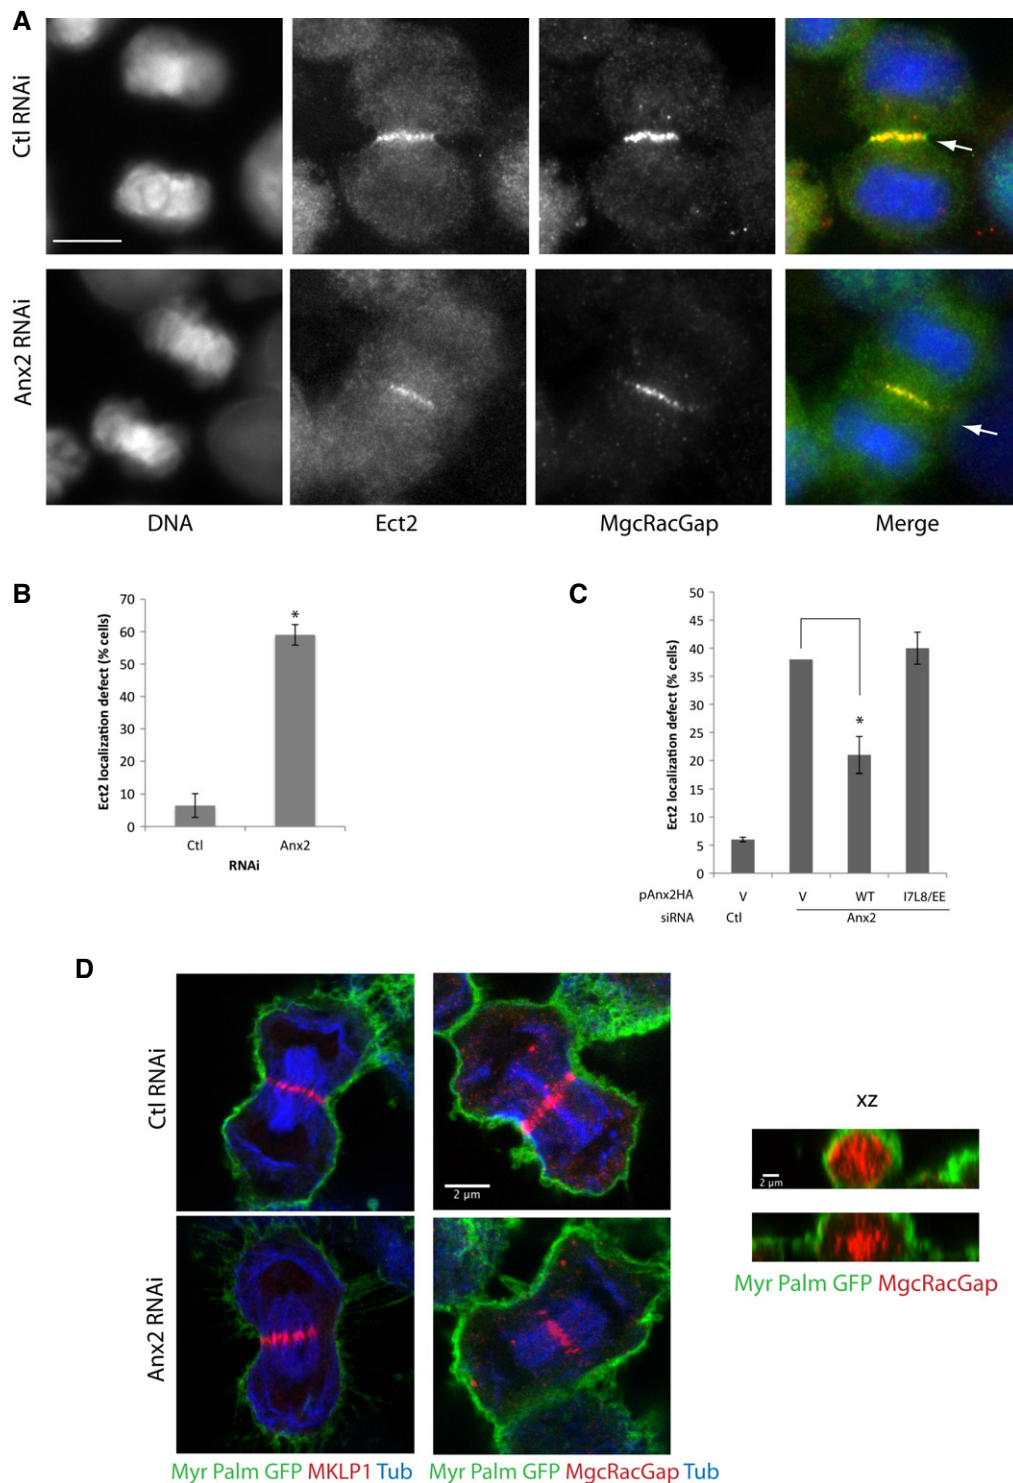 A
Ctl RNAi
Anx2 RNAi
DNA
Ect2
MgcRacGap
Merge
B
Ect2 localization defect (% cells)
70
60
50
40
30
20
10
0
*
Ctl
Anx2
RNAi
C
Ect2 localization defect (% cells)
50
45
40
35
30
25
20
15
10
5
0
*
pAnx2HA V V WT I7L8/EE
siRNA Ctl Anx2
D
Ctl RNAi
2 µm
Anx2 RNAi
Myr Palm GFP MKLP1 Tub
Myr Palm GFP MgcRacGap Tub
XZ
2 µm
Myr Palm GFP MgcRacGap